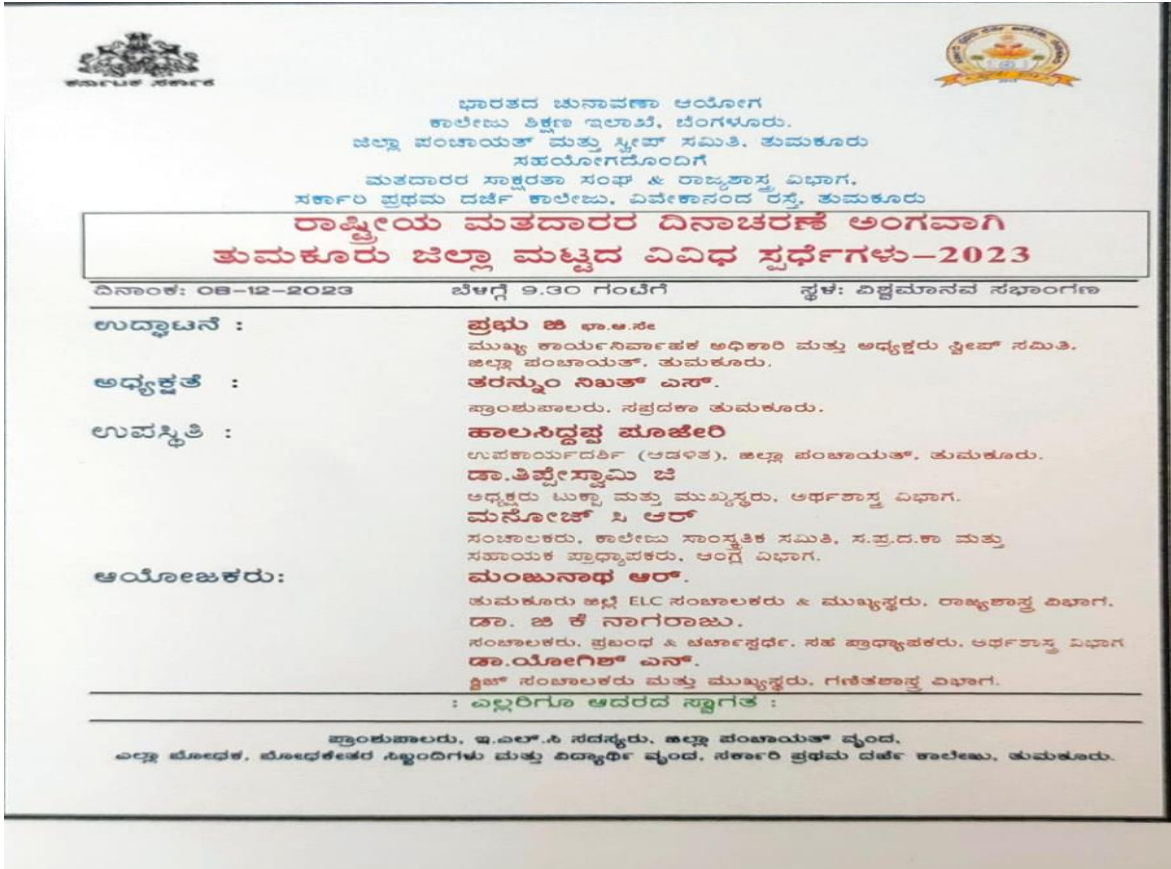 ಕರ್ನಾಟಕ ಸರ್ಕಾರ
ಭಾರತದ ಚುನಾವಣಾ ಆಯೋಗ
ಕಾಲೇಜು ಶಿಕ್ಷಣ ಇಲಾಖೆ, ಬೆಂಗಳೂರು.
ಜಿಲ್ಲಾ ಪಂಚಾಯತ್ ಮತ್ತು ಸ್ವೀಪ್ ಸಮಿತಿ, ತುಮಕೂರು
ಸಹಯೋಗದೊಂದಿಗೆ
ಮತದಾರರ ಸಾಕ್ಷರತಾ ಸಂಘ & ರಾಜ್ಯಶಾಸ್ತ್ರ ವಿಭಾಗ,
ಸರ್ಕಾರಿ ಪ್ರಥಮ ದರ್ಜೆ ಕಾಲೇಜು, ವಿವೇಕಾನಂದ ರಸ್ತೆ, ತುಮಕೂರು
ರಾಷ್ಟ್ರೀಯ ಮತದಾರರ ದಿನಾಚರಣೆ ಅಂಗವಾಗಿ
ತುಮಕೂರು ಜಿಲ್ಲಾ ಮಟ್ಟದ ವಿವಿಧ ಸ್ಪರ್ಧೆಗಳು-2023
ದಿನಾಂಕ: 08-12-2023 ಬೆಳಗ್ಗೆ 9.30 ಗಂಟೆಗೆ ಸ್ಥಳ: ವಿಶ್ವಮಾನವ ಸಭಾಂಗಣ
ಉದ್ಘಾಟನೆ : ಪ್ರಭು ಜಿ ಭಾ.ಆ.ಸೇ
ಮುಖ್ಯ ಕಾರ್ಯನಿರ್ವಾಹಕ ಅಧಿಕಾರಿ ಮತ್ತು ಅಧ್ಯಕ್ಷರು ಸ್ವೀಪ್ ಸಮಿತಿ,
ಜಿಲ್ಲಾ ಪಂಚಾಯತ್, ತುಮಕೂರು.
ಅಧ್ಯಕ್ಷತೆ : ತರನ್ನುಂ ನಿಖತ್ ಎಸ್.
ಪ್ರಾಂಶುಪಾಲರು, ಸಪ್ರದಕಾ ತುಮಕೂರು.
ಉಪಸ್ಥಿತಿ : ಹಾಲಸಿದ್ದಪ್ಪ ಪೂಜೇರಿ
ಉಪಕಾರ್ಯದರ್ಶಿ (ಆಡಳಿತ), ಜಿಲ್ಲಾ ಪಂಚಾಯತ್, ತುಮಕೂರು.
ಡಾ.ತಿಪ್ಪೇಸ್ವಾಮಿ ಜಿ
ಅಧ್ಯಕ್ಷರು ಟುಕ್ಟಾ ಮತ್ತು ಮುಖ್ಯಸ್ಥರು, ಅರ್ಥಶಾಸ್ತ್ರ ವಿಭಾಗ.
ಮನೋಜ್ ಸಿ ಆರ್
ಸಂಚಾಲಕರು, ಕಾಲೇಜು ಸಾಂಸ್ಕೃತಿಕ ಸಮಿತಿ, ಸ.ಪ್ರ.ದ.ಕಾ ಮತ್ತು
ಸಹಾಯಕ ಪ್ರಾಧ್ಯಾಪಕರು, ಆಂಗ್ಲ ವಿಭಾಗ.
ಆಯೋಜಕರು: ಮಂಜುನಾಥ ಆರ್.
ತುಮಕೂರು ಜಿಲ್ಲೆ ELC ಸಂಚಾಲಕರು & ಮುಖ್ಯಸ್ಥರು, ರಾಜ್ಯಶಾಸ್ತ್ರ ವಿಭಾಗ.
ಡಾ. ಜಿ ಕೆ ನಾಗರಾಜು.
ಸಂಚಾಲಕರು, ಪ್ರಬಂಧ & ಚರ್ಚಾಸ್ಪರ್ಧೆ, ಸಹ ಪ್ರಾಧ್ಯಾಪಕರು, ಅರ್ಥಶಾಸ್ತ್ರ ವಿಭಾಗ
ಡಾ.ಯೋಗಿಶ್ ಎನ್.
ಕ್ವಿಜ್ ಸಂಚಾಲಕರು ಮತ್ತು ಮುಖ್ಯಸ್ಥರು, ಗಣಿತಶಾಸ್ತ್ರ ವಿಭಾಗ.
: ಎಲ್ಲರಿಗೂ ಆದರದ ಸ್ವಾಗತ :
ಪ್ರಾಂಶುಪಾಲರು, ಇ.ಎಲ್.ಸಿ ಸದಸ್ಯರು, ಜಿಲ್ಲಾ ಪಂಚಾಯತ್ ವೃಂದ,
ಎಲ್ಲಾ ಬೋಧಕ, ಬೋಧಕೇತರ ಸಿಬ್ಬಂದಿಗಳು ಮತ್ತು ವಿದ್ಯಾರ್ಥಿ ವೃಂದ, ಸರ್ಕಾರಿ ಪ್ರಥಮ ದರ್ಜೆ ಕಾಲೇಜು, ತುಮಕೂರು.